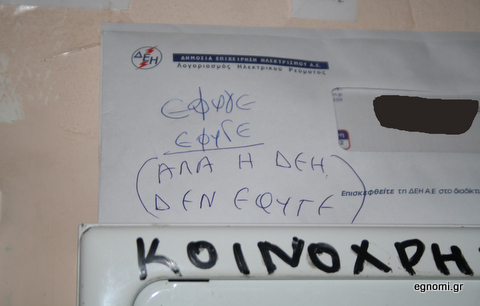 ΔΕΗ
ΔΗΜΟΣΙΑ ΕΠΙΧΕΙΡΗΣΗ ΗΛΕΚΤΡΙΣΜΟΥ Α.Ε.
Λογαριασμός Ηλεκτρικού Ρεύματος
ΕΦΥΓΕ
ΕΦΥΓΕ
(ΑΛΑ Η ΔΕΗ
ΔΕΝ ΕΦΥΓΕ)
Επισκεφθείτε τη ΔΕΗ Α.Ε. στο διαδίκτυ
ΚΟΙΝΟΧΡΗ
egnomi.gr